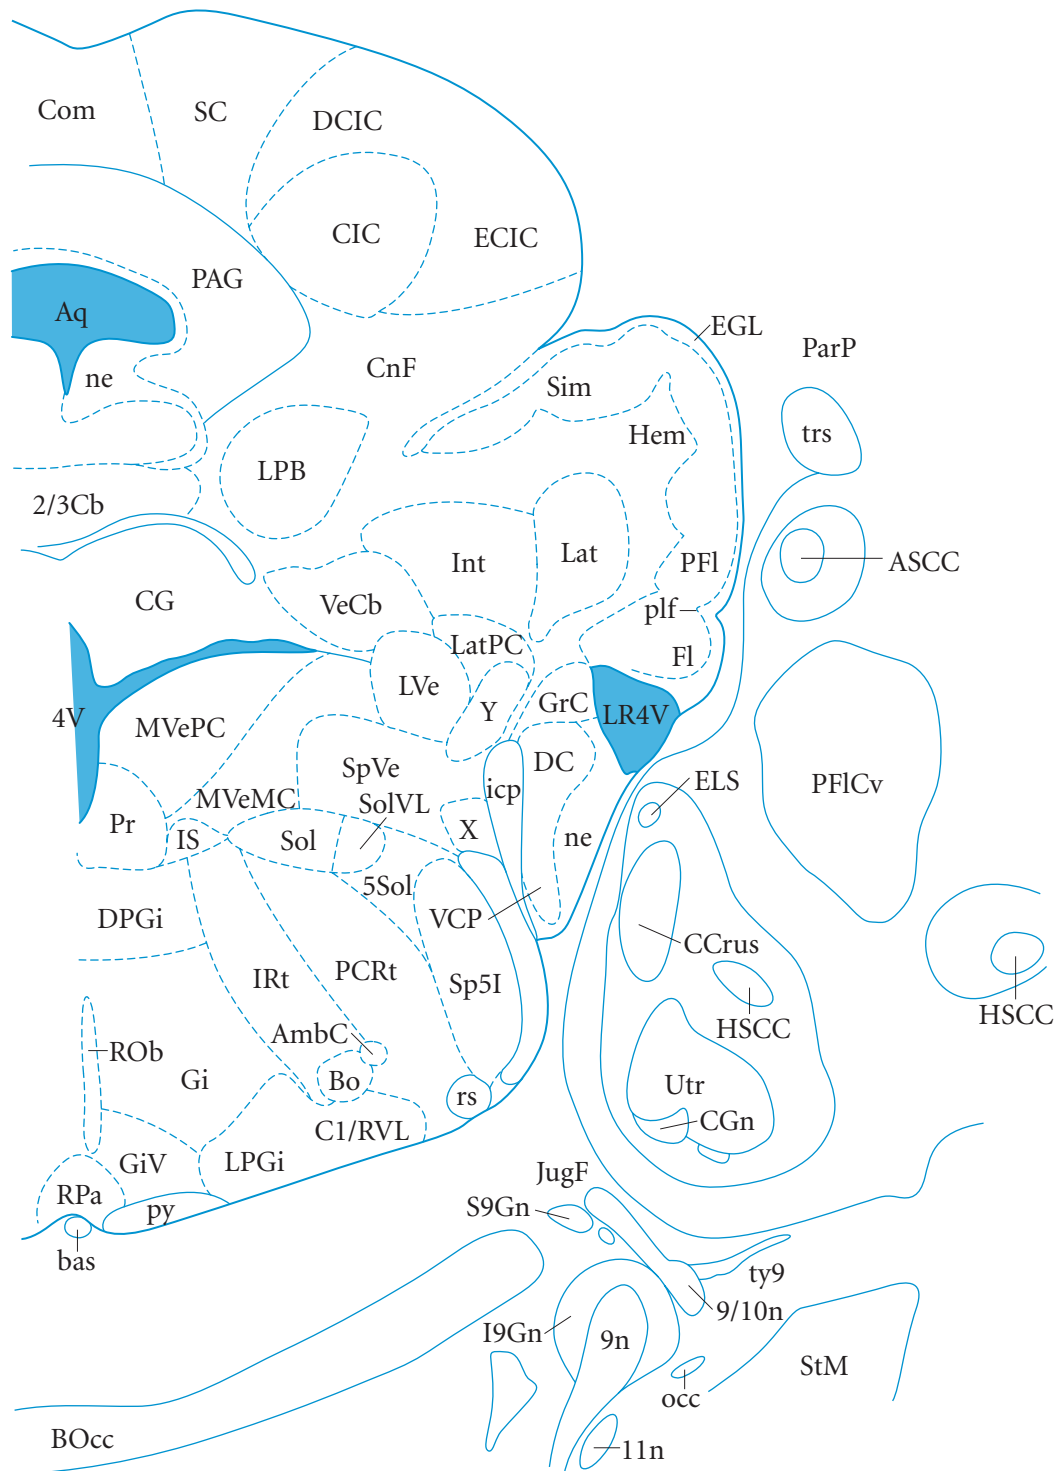 Com
SC
DCIC
CIC
ECIC
PAG
Aq
EGL
ParP
ne
CnF
Sim
trs
Hem
LPB
2/3Cb
Int
Lat
PFl
ASCC
CG
VeCb
plf
LatPC
Fl
LVe
4V
MVePC
Y
GrC
LR4V
SpVe
DC
ELS
PFlCv
MVeMC
SolVL
icp
Pr
IS
Sol
X
ne
5Sol
DPGi
VCP
CCrus
IRt
PCRt
Sp5I
HSCC
HSCC
AmbC
ROb
Gi
Bo
rs
Utr
C1/RVL
CGn
GiV
LPGi
JugF
RPa
py
S9Gn
bas
ty9
9/10n
I9Gn
9n
StM
occ
BOcc
11n